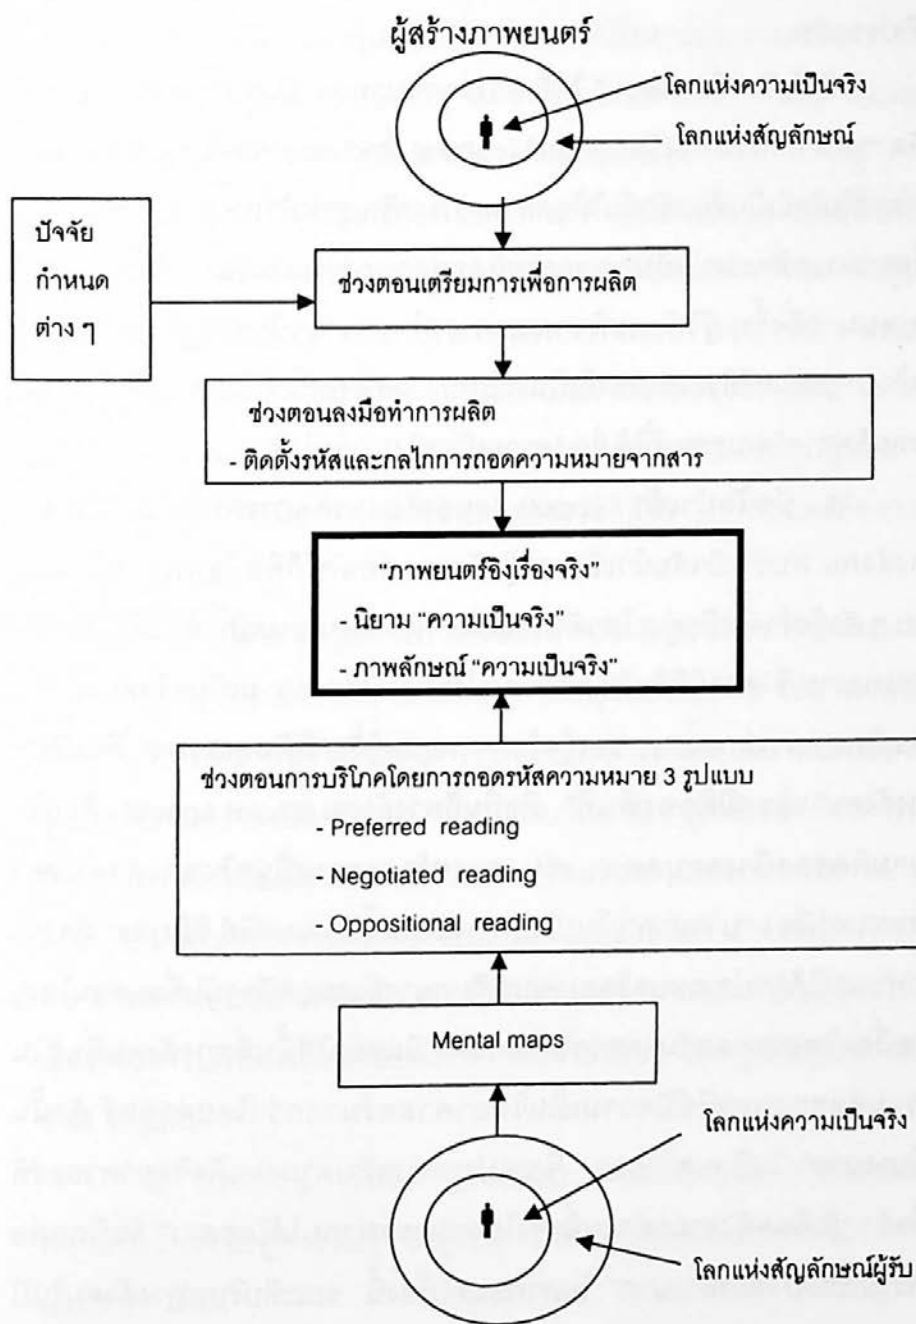 ผู้สร้างภาพยนตร์
โลกแห่งความเป็นจริง
โลกแห่งสัญลักษณ์
ปัจจัย
กำหนด
ต่าง ๆ
ช่วงตอนเตรียมการเพื่อการผลิต
ช่วงตอนลงมือทำการผลิต
- ติดตั้งรหัสและกลไกการถอดความหมายจากสาร
"ภาพยนตร์อิงเรื่องจริง"
- นิยาม "ความเป็นจริง"
- ภาพลักษณ์ "ความเป็นจริง"
ช่วงตอนการบริโภคโดยการถอดรหัสความหมาย 3 รูปแบบ
- Preferred reading
- Negotiated reading
- Oppositional reading
Mental maps
โลกแห่งความเป็นจริง
โลกแห่งสัญลักษณ์ผู้รับ